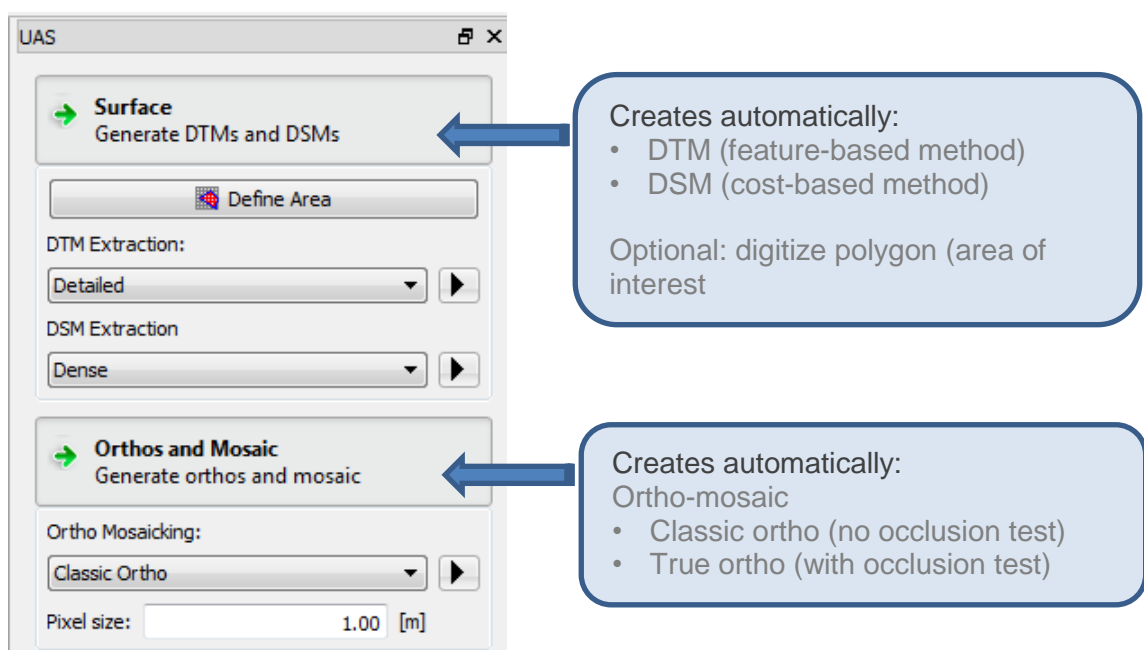 UAS
Surface
Generate DTMs and DSMs
Define Area
DTM Extraction:
Detailed
DSM Extraction
Dense
Orthos and Mosaic
Generate orthos and mosaic
Ortho Mosaicking:
Classic Ortho
Pixel size: 1.00 [m]
Creates automatically:
• DTM (feature-based method)
• DSM (cost-based method)
Optional: digitize polygon (area of
interest
Creates automatically:
Ortho-mosaic
• Classic ortho (no occlusion test)
• True ortho (with occlusion test)